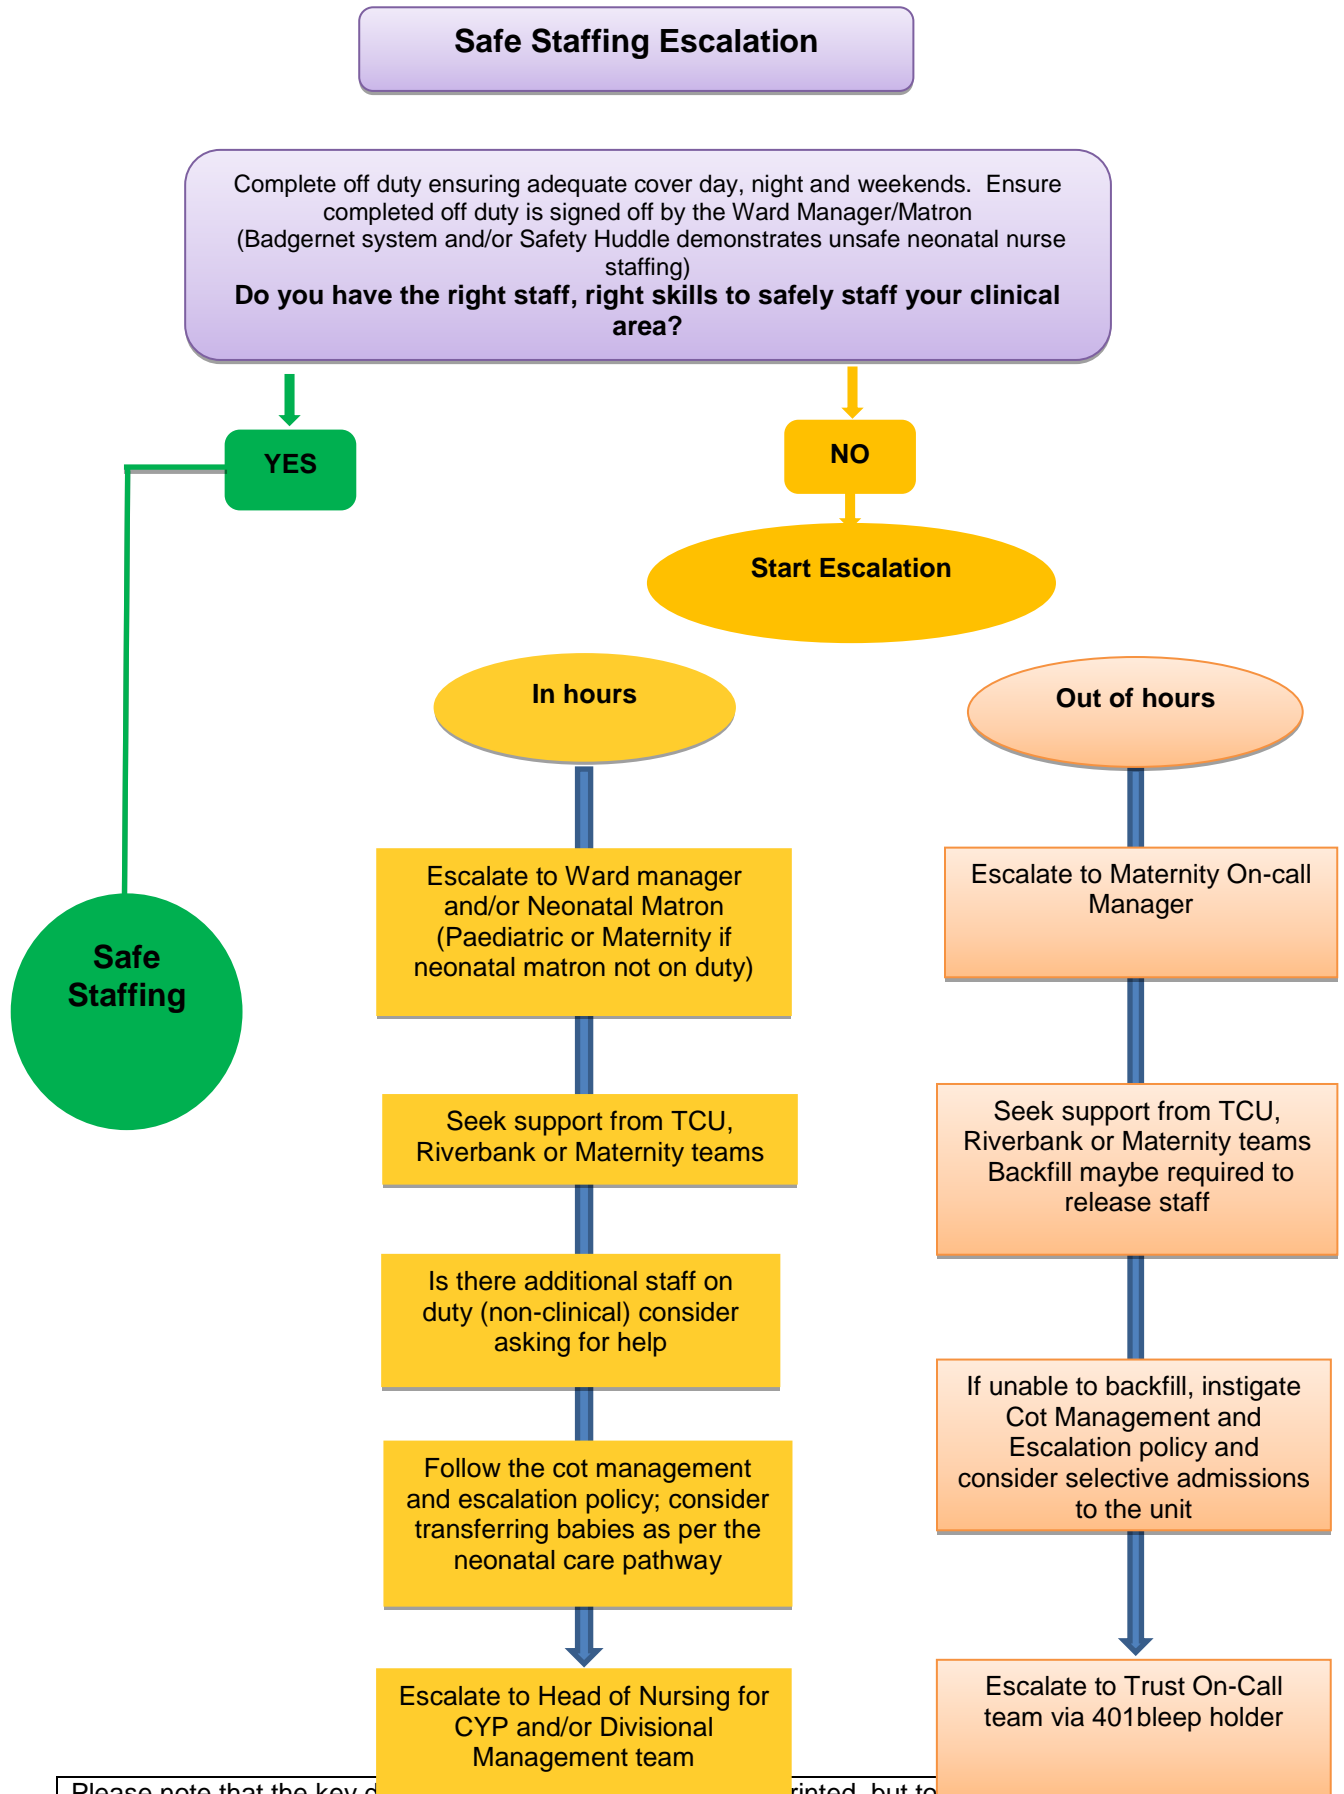 Safe Staffing Escalation
Complete off duty ensuring adequate cover day, night and weekends.  Ensure
completed off duty is signed off by the Ward Manager/Matron
(Badgernet system and/or Safety Huddle demonstrates unsafe neonatal nurse
staffing)
Do you have the right staff, right skills to safely staff your clinical
area?
YES
NO
Start Escalation
In hours
Out of hours
Escalate to Ward manager
and/or Neonatal Matron
(Paediatric or Maternity if
neonatal matron not on duty)
Escalate to Maternity On-call
Manager
Safe
Staffing
Seek support from TCU,
Riverbank or Maternity teams
Seek support from TCU,
Riverbank or Maternity teams
Backfill maybe required to
release staff
Is there additional staff on
duty (non-clinical) consider
asking for help
If unable to backfill, instigate
Cot Management and
Escalation policy and
consider selective admissions
to the unit
Follow the cot management
and escalation policy; consider
transferring babies as per the
neonatal care pathway
Escalate to Head of Nursing for
CYP and/or Divisional
Management team
Escalate to Trust On-Call
team via 401bleep holder
Please note that the key
but to